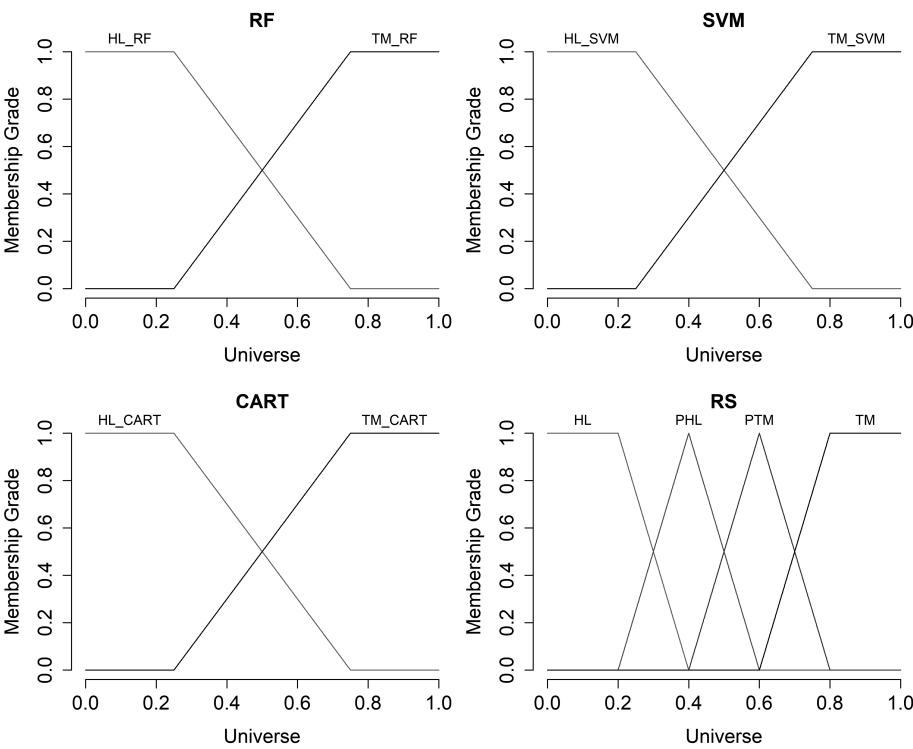 RF
HL_RF TM_RF
Membership Grade
1.0
0.8
0.6
0.4
0.2
0.0
0.0 0.2 0.4 0.6 0.8 1.0
Universe
SVM
HL_SVM TM_SVM
Membership Grade
1.0
0.8
0.6
0.4
0.2
0.0
0.0 0.2 0.4 0.6 0.8 1.0
Universe
CART
HL_CART TM_CART
Membership Grade
1.0
0.8
0.6
0.4
0.2
0.0
0.0 0.2 0.4 0.6 0.8 1.0
Universe
RS
HL PHL PTM TM
Membership Grade
1.0
0.8
0.6
0.4
0.2
0.0
0.0 0.2 0.4 0.6 0.8 1.0
Universe